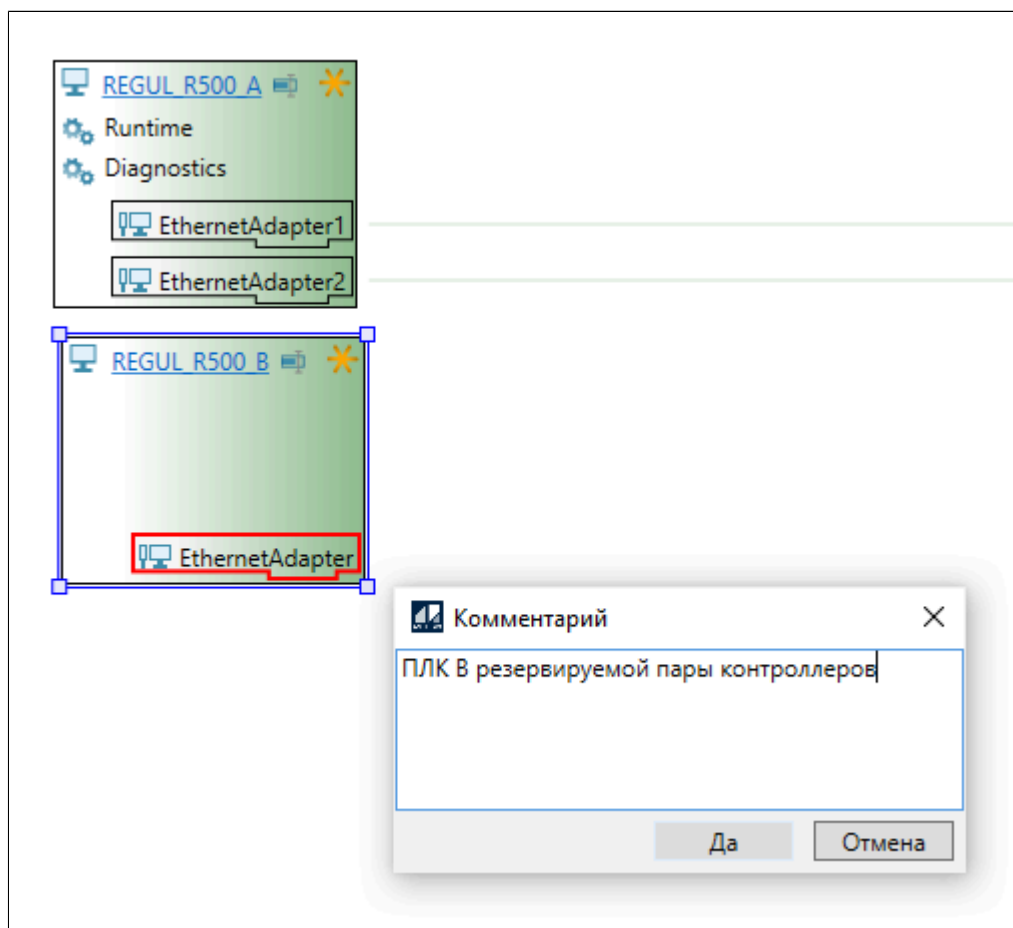 REGUL_R500_A
Runtime
Diagnostics
EthernetAdapter1
EthernetAdapter2
REGUL_R500_B
EthernetAdapter
Комментарий
ПЛК В резервируемой пары контроллеров
Да
Отмена